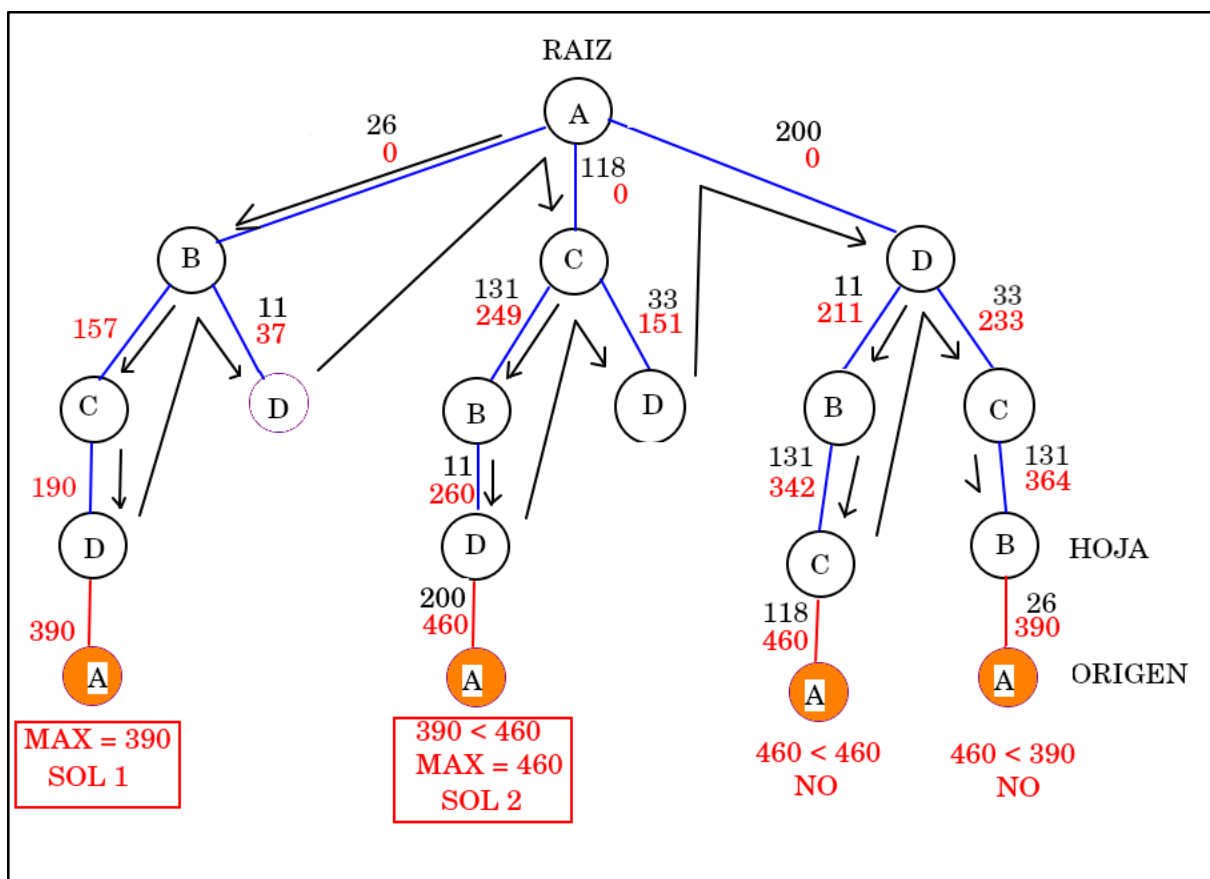 RAIZ
A
26
0
118
0
200
0
B
C
D
157
11
37
131
249
33
151
11
211
33
233
C
D
B
D
B
C
190
11
260
131
342
131
364
D
D
C
B
HOJA
390
200
460
118
460
26
390
A
A
A
A
ORIGEN
MAX = 390
SOL 1
390 < 460
MAX = 460
SOL 2
460 < 460
NO
460 < 390
NO